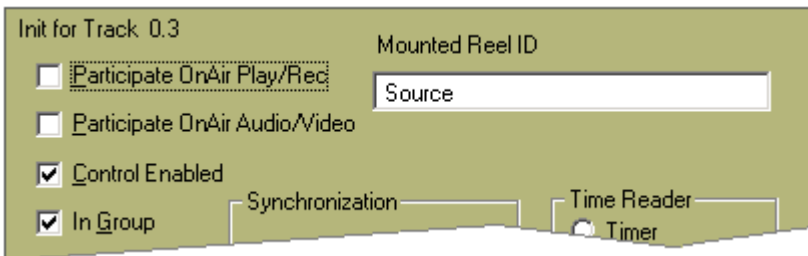 Init for Track 0.3
Mounted Reel ID
Participate OnAir Play/Rec
Source
Participate OnAir Audio/Video
Control Enabled
Synchronization
Time Reader
In Group
Timer